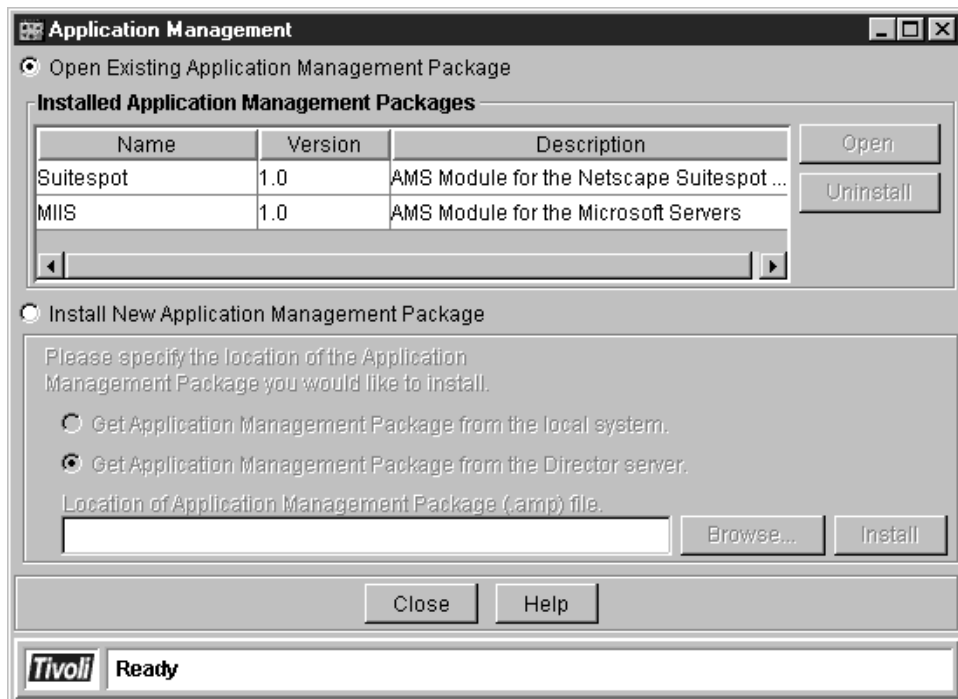 Application Management
Open Existing Application Management Package
Installed Application Management Packages
Name Version Description
Suitespot 1.0 AMS Module for the Netscape Suitespot ...
MIIS 1.0 AMS Module for the Microsoft Servers
Open
Uninstall
Install New Application Management Package
Please specify the location of the Application
Management Package you would like to install.
Get Application Management Package from the local system.
Get Application Management Package from the Director server.
Location of Application Management Package (.amp) file.
Browse... Install
Close Help
Tivoli Ready